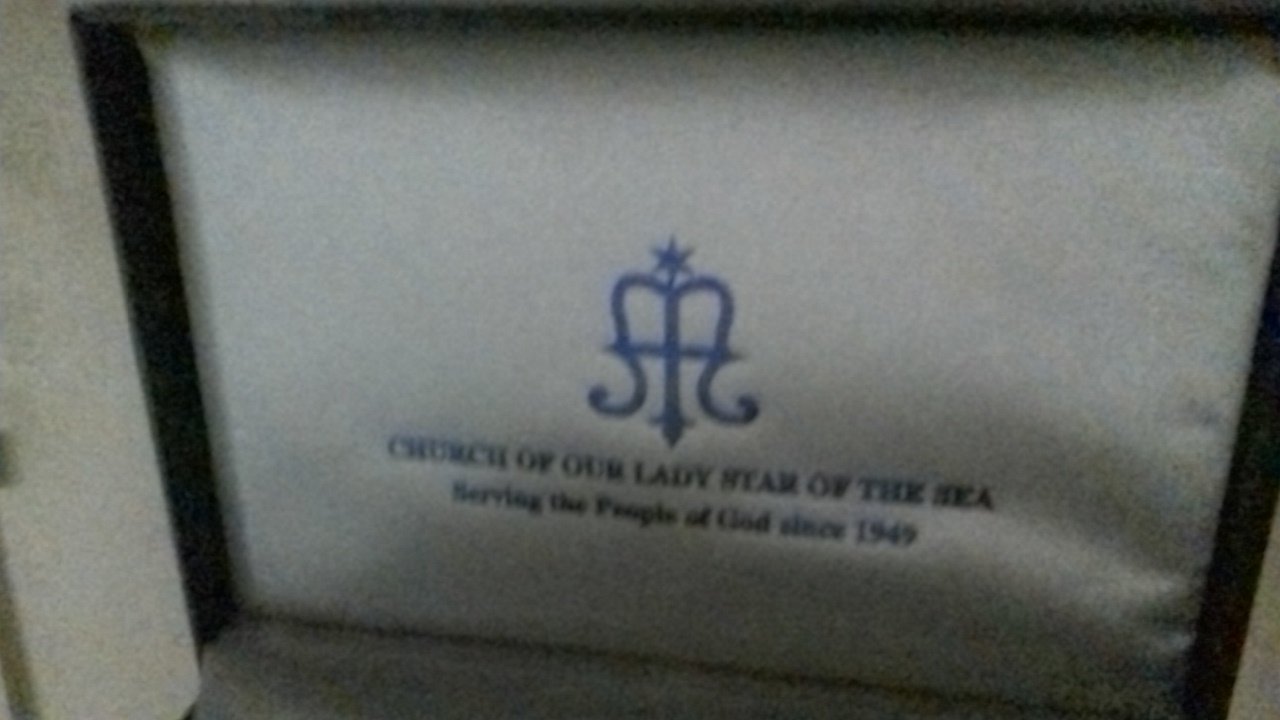 CHURCH OF OUR LADY STAR OF THE SEA
Serving the People of God since 1949